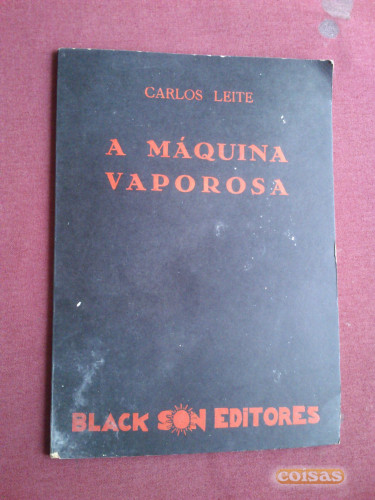 CARLOS LEITE
A MÁQUINA
VAPOROSA
BLACK SON EDITORES
coisas